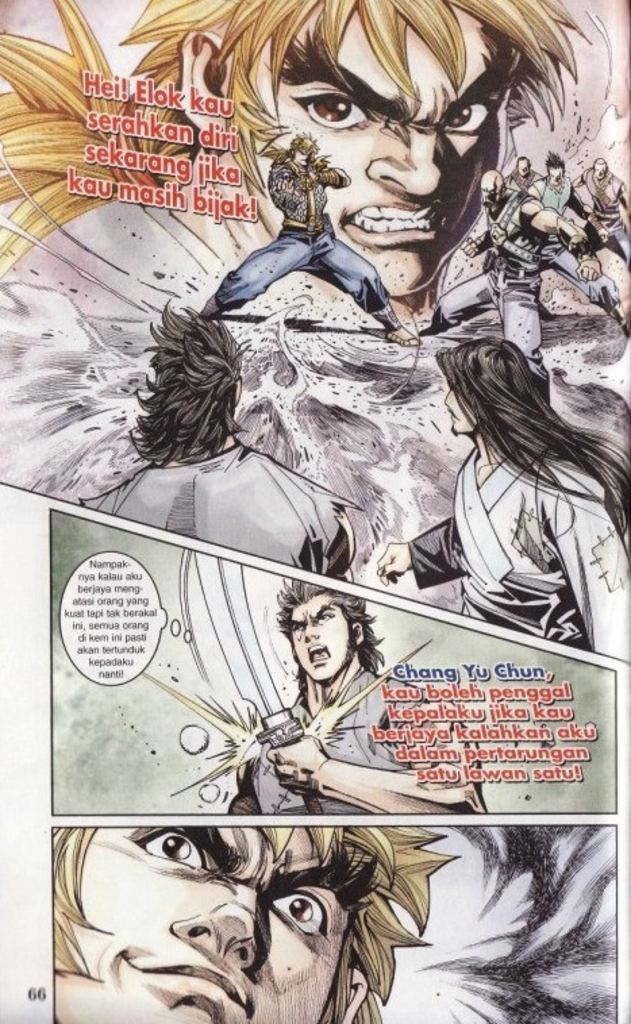 Hei! Elok kau
serahkan diri
sekarang jika
kau masih bijak!
Nampak-
nya kalau aku
berjaya meng-
atasi orang yang
kuat tapi tak berakal
ini, semua orang
di kem ini pasti
akan tertunduk
kepadaku
nanti!
Chang Yu Chun,
kau boleh penggal
kepalaku jika kau
berjaya kalahkan aku
dalam pertarungan
satu lawan satu!
66